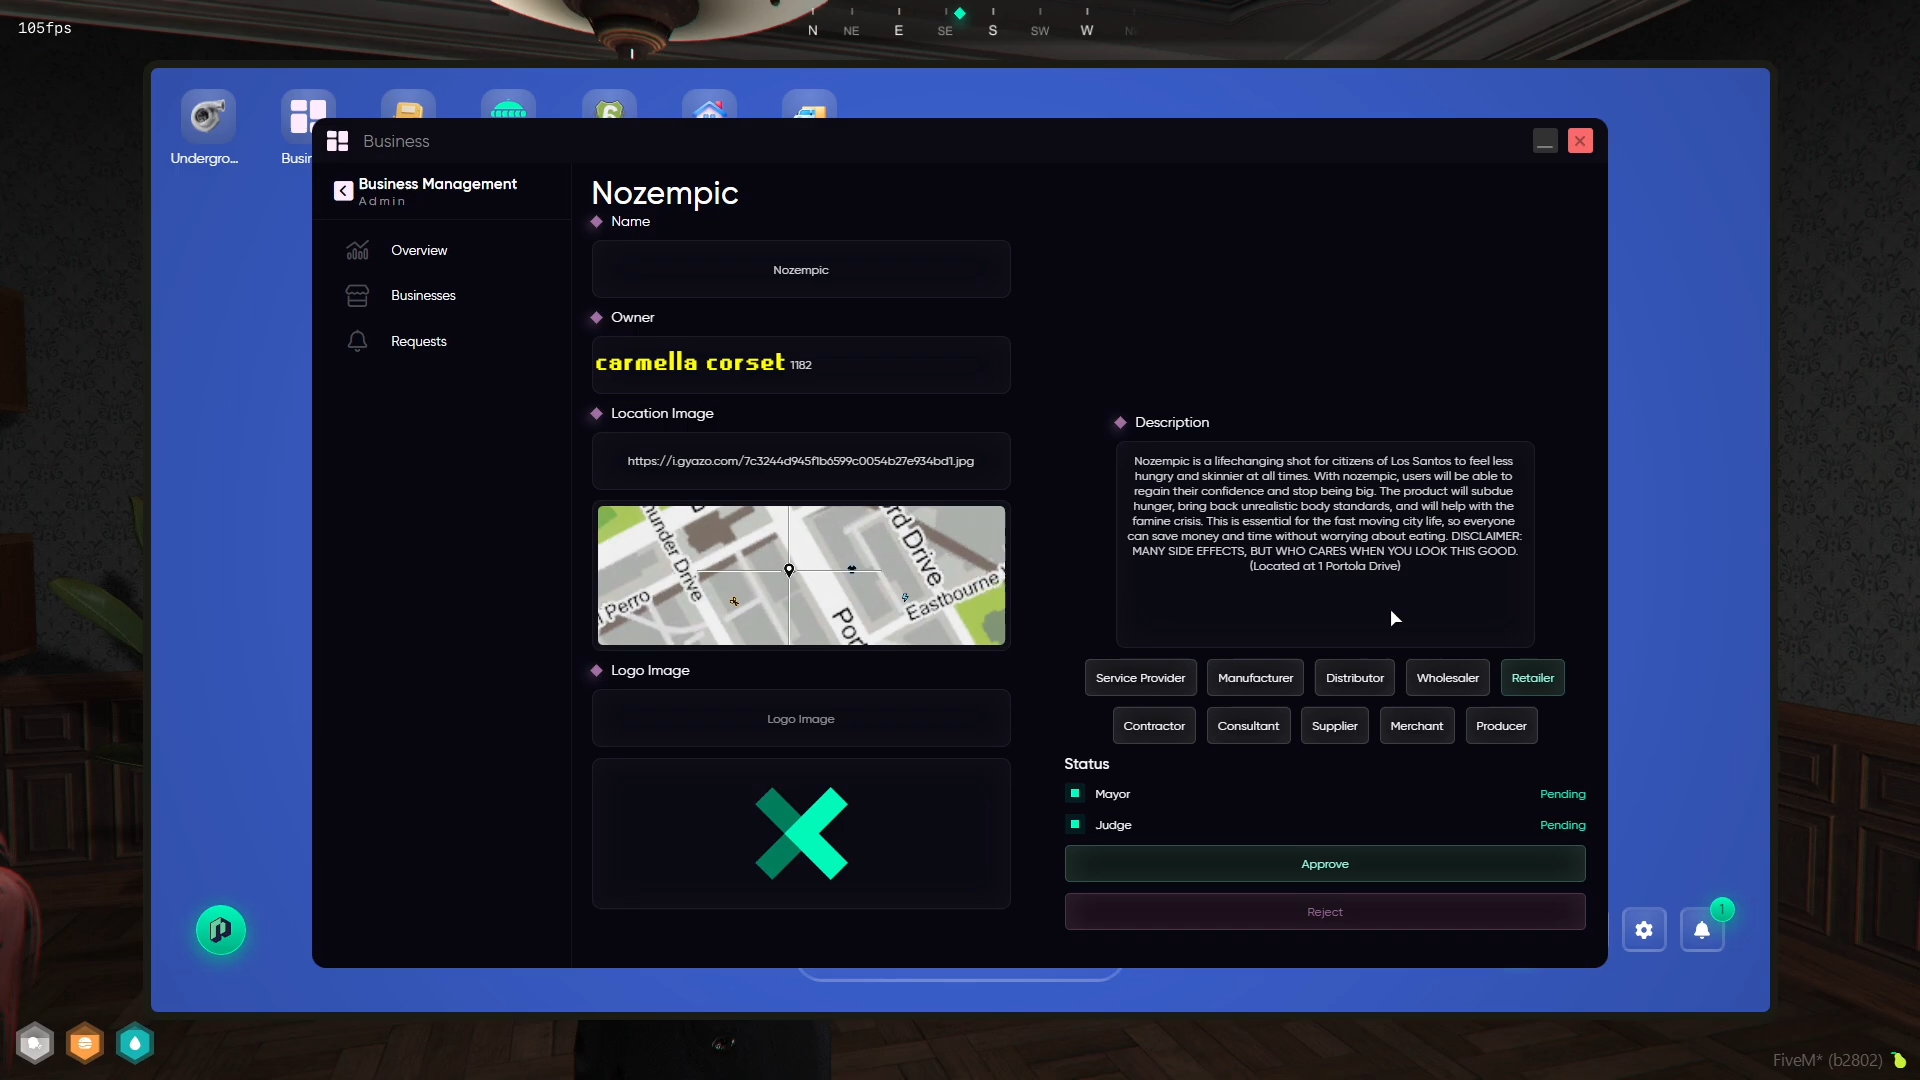 105fps
N NE E SE S SW W
Undergro...
Business
Business Management
Admin
Overview
Businesses
Requests
Nozempic
Name
Nozempic
Owner
carmella corset 1182
Location Image
https://i.gyazo.com/7c3244d945f1b6599c0054b27e934bd1.jpg
under Drive
ord Drive
Perro
Eastbourne
Por
Logo Image
Logo Image
Description
Nozempic is a lifechanging shot for citizens of Los Santos to feel less
hungry and skinnier at all times. With nozempic, users will be able to
regain their confidence and stop being big. The product will subdue
hunger, bring back unrealistic body standards, and will help with the
famine crisis. This is essential for the fast moving city life, so everyone
can save money and time without worrying about eating. DISCLAIMER:
MANY SIDE EFFECTS, BUT WHO CARES WHEN YOU LOOK THIS GOOD.
(Located at 1 Portola Drive)
Service Provider Manufacturer Distributor Wholesaler Retailer
Contractor Consultant Supplier Merchant Producer
Status
Mayor Pending
Judge Pending
Approve
Reject
1
FiveM* (b2802)